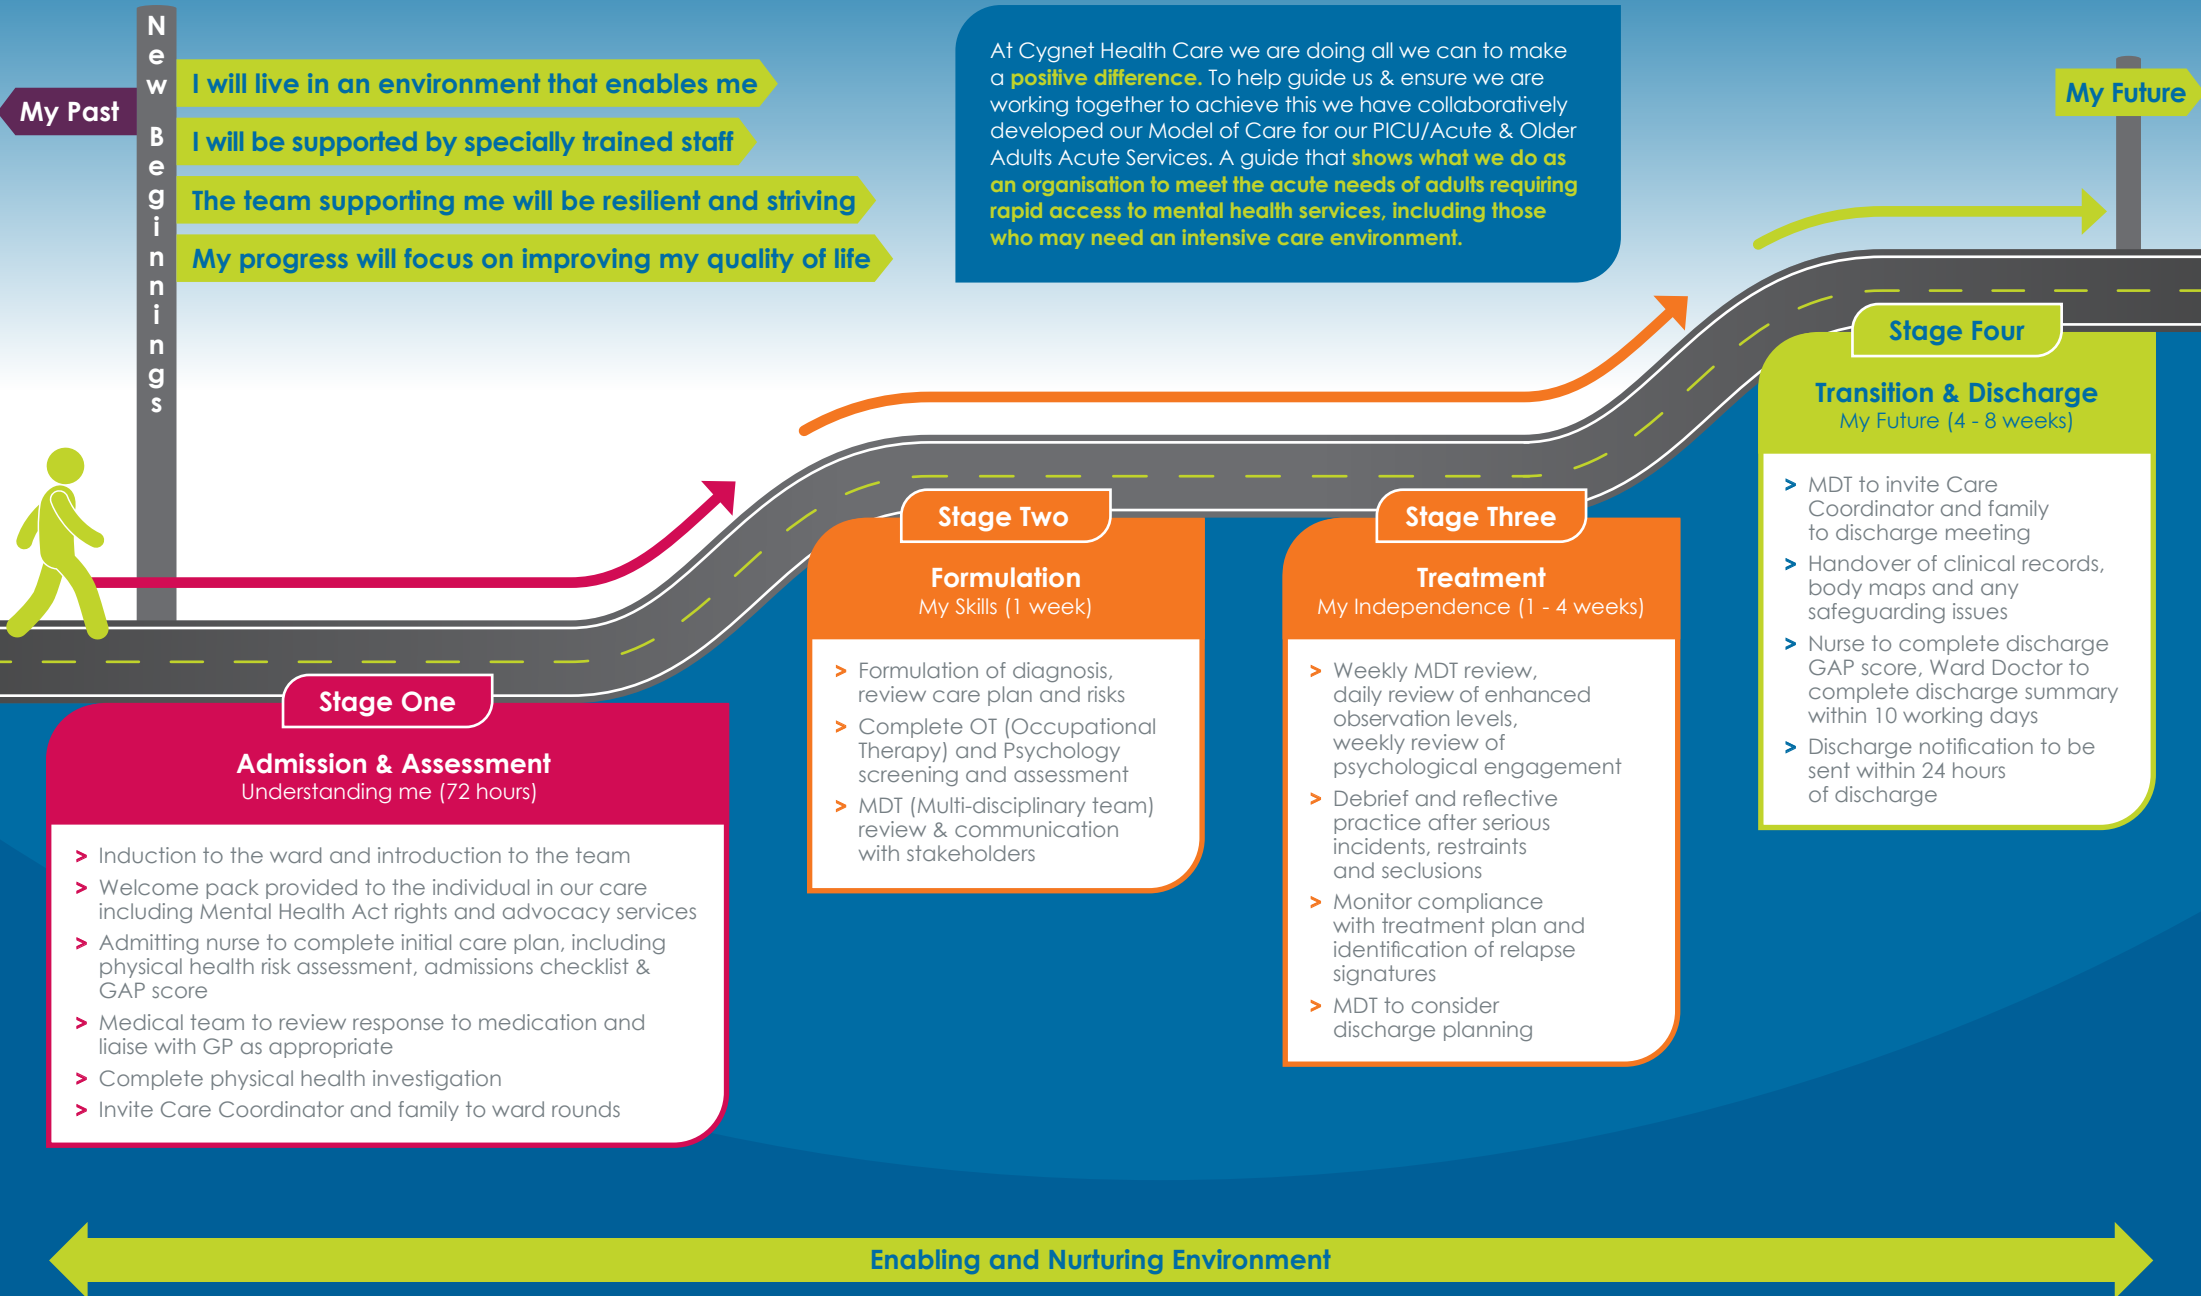 My Past
New Beginnings
I will live in an environment that enables me
I will be supported by specially trained staff
The team supporting me will be resilient and striving
My progress will focus on improving my quality of life
At Cygnet Health Care we are doing all we can to make
a positive difference. To help guide us & ensure we are
working together to achieve this we have collaboratively
developed our Model of Care for our PICU/Acute & Older
Adults Acute Services. A guide that shows what we do as
an organisation to meet the acute needs of adults requiring
rapid access to mental health services, including those
who may need an intensive care environment.
My Future
Stage One
Admission & Assessment
Understanding me (72 hours)
> Induction to the ward and introduction to the team
> Welcome pack provided to the individual in our care
including Mental Health Act rights and advocacy services
> Admitting nurse to complete initial care plan, including
physical health risk assessment, admissions checklist &
GAP score
> Medical team to review response to medication and
liaise with GP as appropriate
> Complete physical health investigation
> Invite Care Coordinator and family to ward rounds
Stage Two
Formulation
My Skills (1 week)
> Formulation of diagnosis,
review care plan and risks
> Complete OT (Occupational
Therapy) and Psychology
screening and assessment
> MDT (Multi-disciplinary team)
review & communication
with stakeholders
Stage Three
Treatment
My Independence (1 - 4 weeks)
> Weekly MDT review,
daily review of enhanced
observation levels,
weekly review of
psychological engagement
> Debrief and reflective
practice after serious
incidents, restraints
and seclusions
> Monitor compliance
with treatment plan and
identification of relapse
signatures
> MDT to consider
discharge planning
Stage Four
Transition & Discharge
My Future (4 - 8 weeks)
> MDT to invite Care
Coordinator and family
to discharge meeting
> Handover of clinical records,
body maps and any
safeguarding issues
> Nurse to complete discharge
GAP score, Ward Doctor to
complete discharge summary
within 10 working days
> Discharge notification to be
sent within 24 hours
of discharge
Enabling and Nurturing Environment